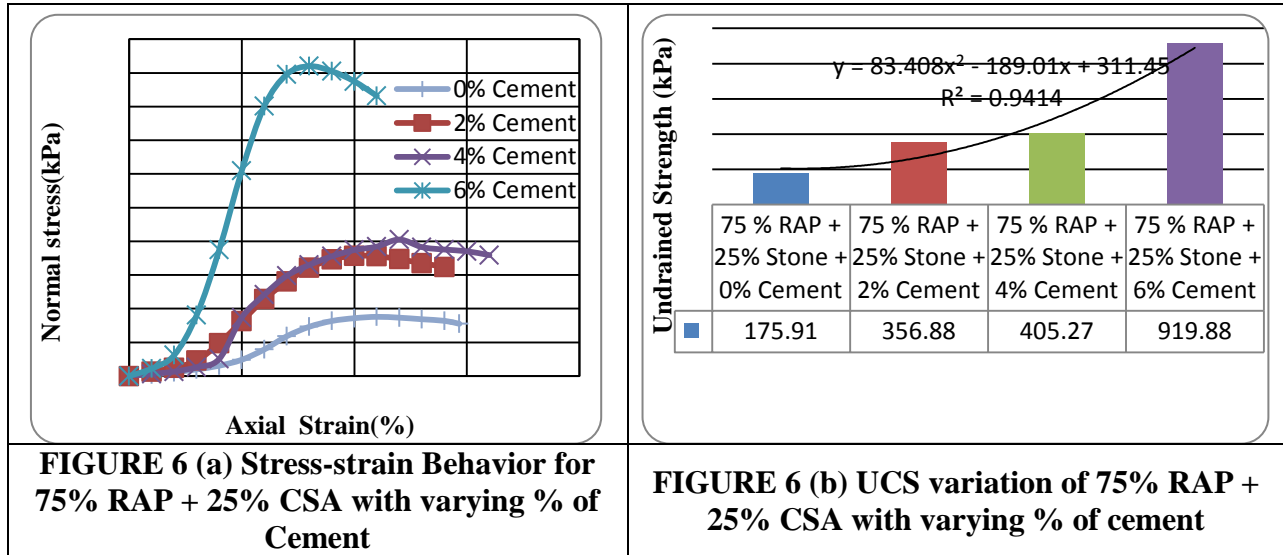 Normal stress(kPa)
0% Cement
2% Cement
4% Cement
6% Cement
Axial Strain(%)
FIGURE 6 (a) Stress-strain Behavior for
75% RAP + 25% CSA with varying % of
Cement
Undrained Strength (kPa)
y = 83.408x² - 189.01x + 311.45
R² = 0.9414
75 % RAP + 75 % RAP + 75 % RAP + 75 % RAP +
25% Stone + 25% Stone + 25% Stone + 25% Stone +
0% Cement 2% Cement 4% Cement 6% Cement
175.91 356.88 405.27 919.88
FIGURE 6 (b) UCS variation of 75% RAP +
25% CSA with varying % of cement